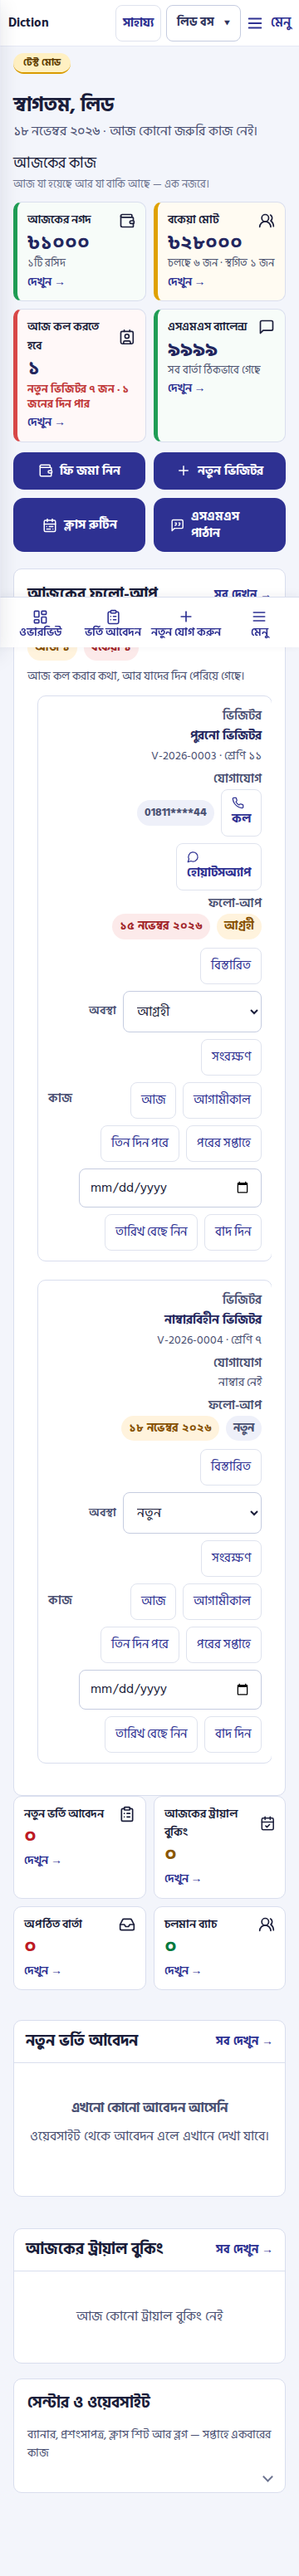 Diction
সাহায্য
লিড বস
মেনু
টেস্ট মোড
স্বাগতম, লিড
১৮ নভেম্বর ২০২৬ · আজ কোনো জরুরি কাজ নেই।
আজকের কাজ
আজ যা হয়েছে আর যা বাকি আছে — এক নজরে।
আজকের নগদ
৳১০০০
১টি রসিদ
দেখুন →
বকেয়া মোট
৳২৮০০০
চলছে ৬ জন · স্থগিত ১ জন
দেখুন →
আজ কল করতে
হবে
১
নতুন ভিজিটর ৭ জন · ১
জনের দিন পার
দেখুন →
এসএমএস ব্যালেন্স
৯৯৯৯
সব বার্তা ঠিকভাবে গেছে
দেখুন →
ফি জমা নিন
নতুন ভিজিটর
ক্লাস রুটিন
এসএমএস
পাঠান
আজকের ফলো-আপ
সব দেখুন →
ওভারভিউ
ভর্তি আবেদন
নতুন যোগ করুন
মেনু
আজ কল করার কথা, আর যাদের দিন পেরিয়ে গেছে।
ভিজিটর
পুরনো ভিজিটর
V-2026-0003 · শ্রেণি ১১
যোগাযোগ
01811****44
কল
হোয়াটসঅ্যাপ
ফলো-আপ
১৫ নভেম্বর ২০২৬
আগ্রহী
বিস্তারিত
অবস্থা
আগ্রহী
সংরক্ষণ
কাজ
আজ
আগামীকাল
তিন দিন পরে
পরের সপ্তাহে
mm/dd/yyyy
তারিখ বেছে নিন
বাদ দিন
ভিজিটর
নাম্বারবিহীন ভিজিটর
V-2026-0004 · শ্রেণি ৭
যোগাযোগ
নাম্বার নেই
ফলো-আপ
১৮ নভেম্বর ২০২৬
নতুন
বিস্তারিত
অবস্থা
নতুন
সংরক্ষণ
কাজ
আজ
আগামীকাল
তিন দিন পরে
পরের সপ্তাহে
mm/dd/yyyy
তারিখ বেছে নিন
বাদ দিন
নতুন ভর্তি আবেদন
০
দেখুন →
আজকের ট্রায়াল
বুকিং
০
দেখুন →
অপঠিত বার্তা
০
দেখুন →
চলমান ব্যাচ
০
দেখুন →
নতুন ভর্তি আবেদন
সব দেখুন →
এখনো কোনো আবেদন আসেনি
ওয়েবসাইট থেকে আবেদন এলে এখানে দেখা যাবে।
আজকের ট্রায়াল বুকিং
সব দেখুন →
আজ কোনো ট্রায়াল বুকিং নেই
সেন্টার ও ওয়েবসাইট
ব্যানার, প্রশংসাপত্র, ক্লাস শিট আর ব্লগ — সপ্তাহে একবারের
কাজ